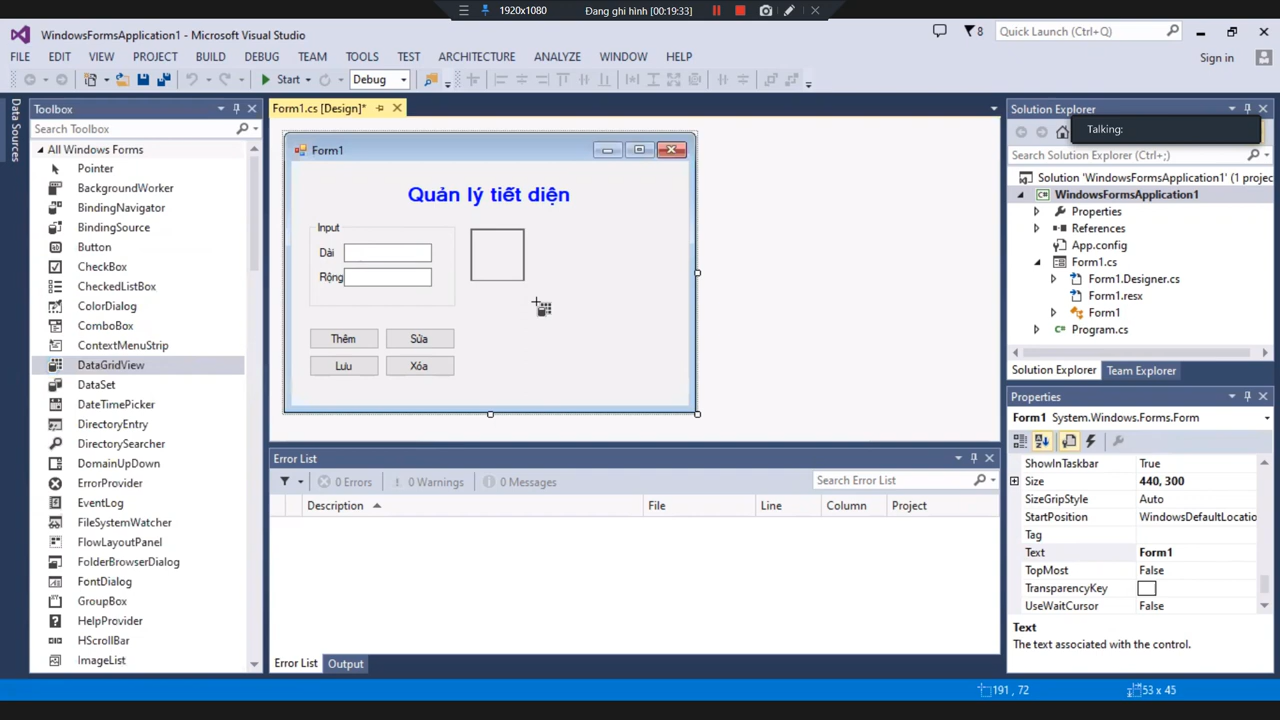 1920x1080 Đang ghi hình [00:19:33]
WindowsFormsApplication1 - Microsoft Visual Studio
8
Quick Launch (Ctrl+Q)
FILE EDIT VIEW PROJECT BUILD DEBUG TEAM TOOLS TEST ARCHITECTURE ANALYZE WINDOW HELP
Sign in
Start Debug
Data Sources
Toolbox
Search Toolbox
All Windows Forms
Pointer
BackgroundWorker
BindingNavigator
BindingSource
Button
CheckBox
CheckedListBox
ColorDialog
ComboBox
ContextMenuStrip
DataGridView
DataSet
DateTimePicker
DirectoryEntry
DirectorySearcher
DomainUpDown
ErrorProvider
EventLog
FileSystemWatcher
FlowLayoutPanel
FolderBrowserDialog
FontDialog
GroupBox
HelpProvider
HScrollBar
ImageList
Form1.cs [Design]*
Form1
Quản lý tiết diện
Input
Dài
Rộng
Thêm Sửa
Lưu Xóa
Error List
0 Errors 0 Warnings 0 Messages
Search Error List
Description File Line Column Project
Error List Output
Solution Explorer
Talking:
Search Solution Explorer (Ctrl+;)
Solution 'WindowsFormsApplication1' (1 projec
WindowsFormsApplication1
Properties
References
App.config
Form1.cs
Form1.Designer.cs
Form1.resx
Form1
Program.cs
Solution Explorer Team Explorer
Properties
Form1 System.Windows.Forms.Form
ShowInTaskbar True
Size 440, 300
SizeGripStyle Auto
StartPosition WindowsDefaultLocatio
Tag
Text Form1
TopMost False
TransparencyKey
UseWaitCursor False
Text
The text associated with the control.
191 , 72 53 x 45